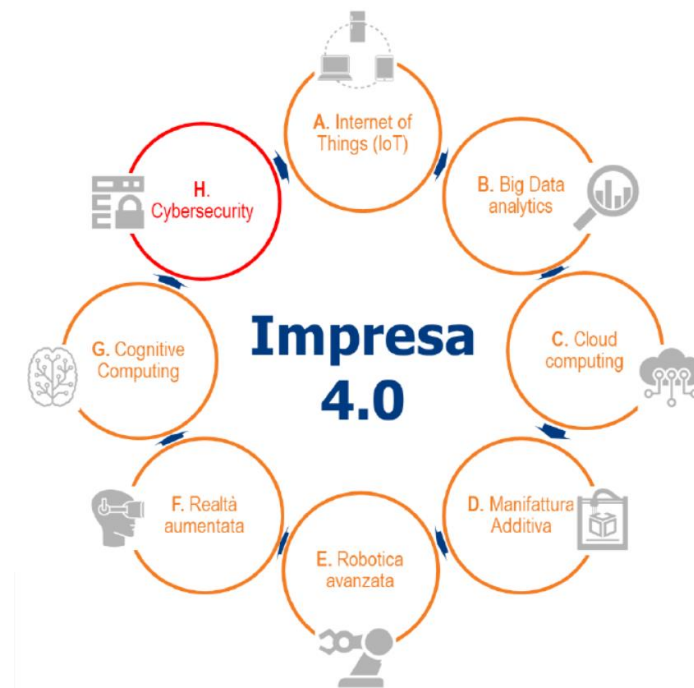 A. Internet of
Things (IoT)
B. Big Data
analytics
C. Cloud
computing
D. Manifattura
Additiva
E. Robotica
avanzata
F. Realtà
aumentata
G. Cognitive
Computing
H.
Cybersecurity
Impresa
4.0